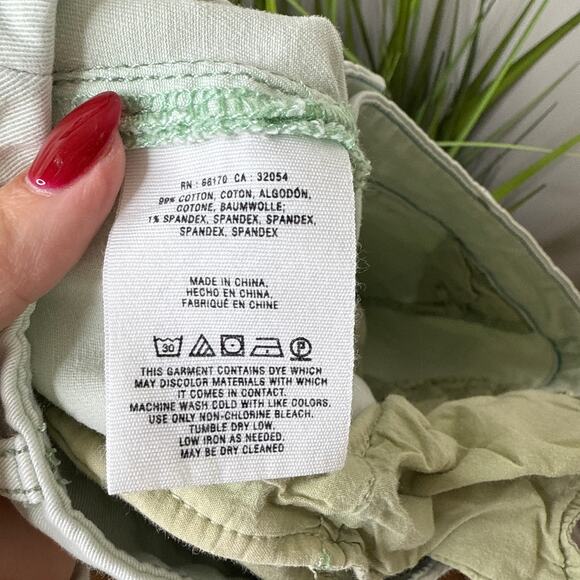 RN : 66170 CA : 32054
99% COTTON, COTON, ALGODÓN,
COTONE, BAUMWOLLE;
1% SPANDEX, SPANDEX, SPANDEX,
SPANDEX, SPANDEX
MADE IN CHINA.
HECHO EN CHINA.
FABRIQUÉ EN CHINE
30 P
THIS GARMENT CONTAINS DYE WHICH
MAY DISCOLOR MATERIALS WITH WHICH
IT COMES IN CONTACT.
MACHINE WASH COLD WITH LIKE COLORS.
USE ONLY NON-CHLORINE BLEACH.
TUMBLE DRY LOW.
LOW IRON AS NEEDED.
MAY BE DRY CLEANED